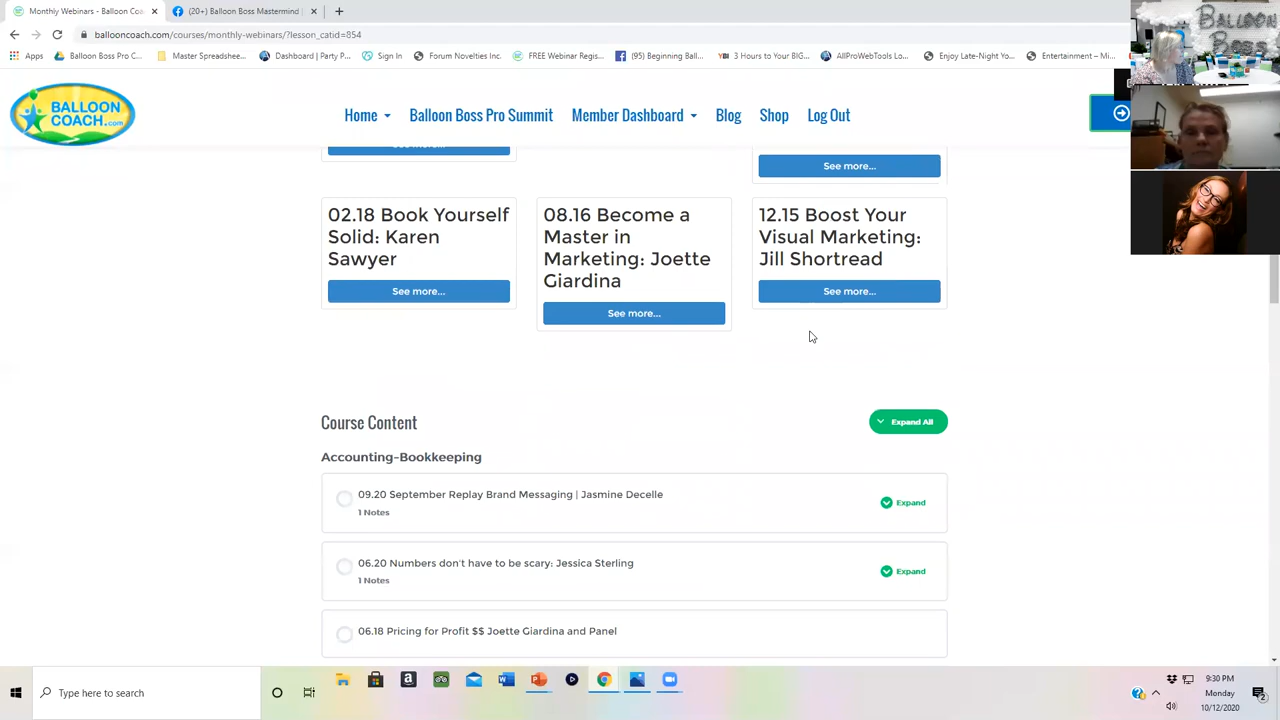 Monthly Webinars - Balloon Coa
(20+) Balloon Boss Mastermind
ballooncoach.com/courses/monthly-webinars/?lesson_catid=854
Apps
Balloon Boss Pro C...
Master Spreadshee...
Dashboard | Party P...
Sign In
Forum Novelties Inc.
FREE Webinar Regis...
(95) Beginning Ball...
3 Hours to Your BIG...
AllProWebTools Lo...
Enjoy Late-Night Yo...
Entertainment – Mi...
BALLOON
BOSS
BALLOON
COACH.com
Home
Balloon Boss Pro Summit
Member Dashboard
Blog
Shop
Log Out
See more...
02.18 Book Yourself
Solid: Karen
Sawyer
See more...
08.16 Become a
Master in
Marketing: Joette
Giardina
See more...
12.15 Boost Your
Visual Marketing:
Jill Shortread
See more...
Course Content
Expand All
Accounting-Bookkeeping
09.20 September Replay Brand Messaging | Jasmine Decelle
1 Notes
Expand
06.20 Numbers don't have to be scary: Jessica Sterling
1 Notes
Expand
06.18 Pricing for Profit $$ Joette Giardina and Panel
Type here to search
9:30 PM
Monday
10/12/2020
2